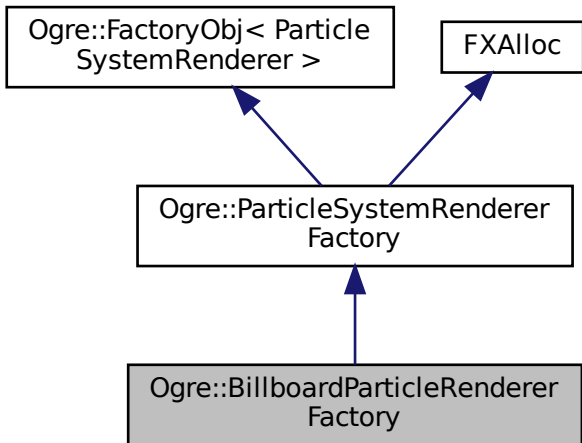 Ogre::FactoryObj< Particle
SystemRenderer >
FXAlloc
Ogre::ParticleSystemRenderer
Factory
Ogre::BillboardParticleRenderer
Factory